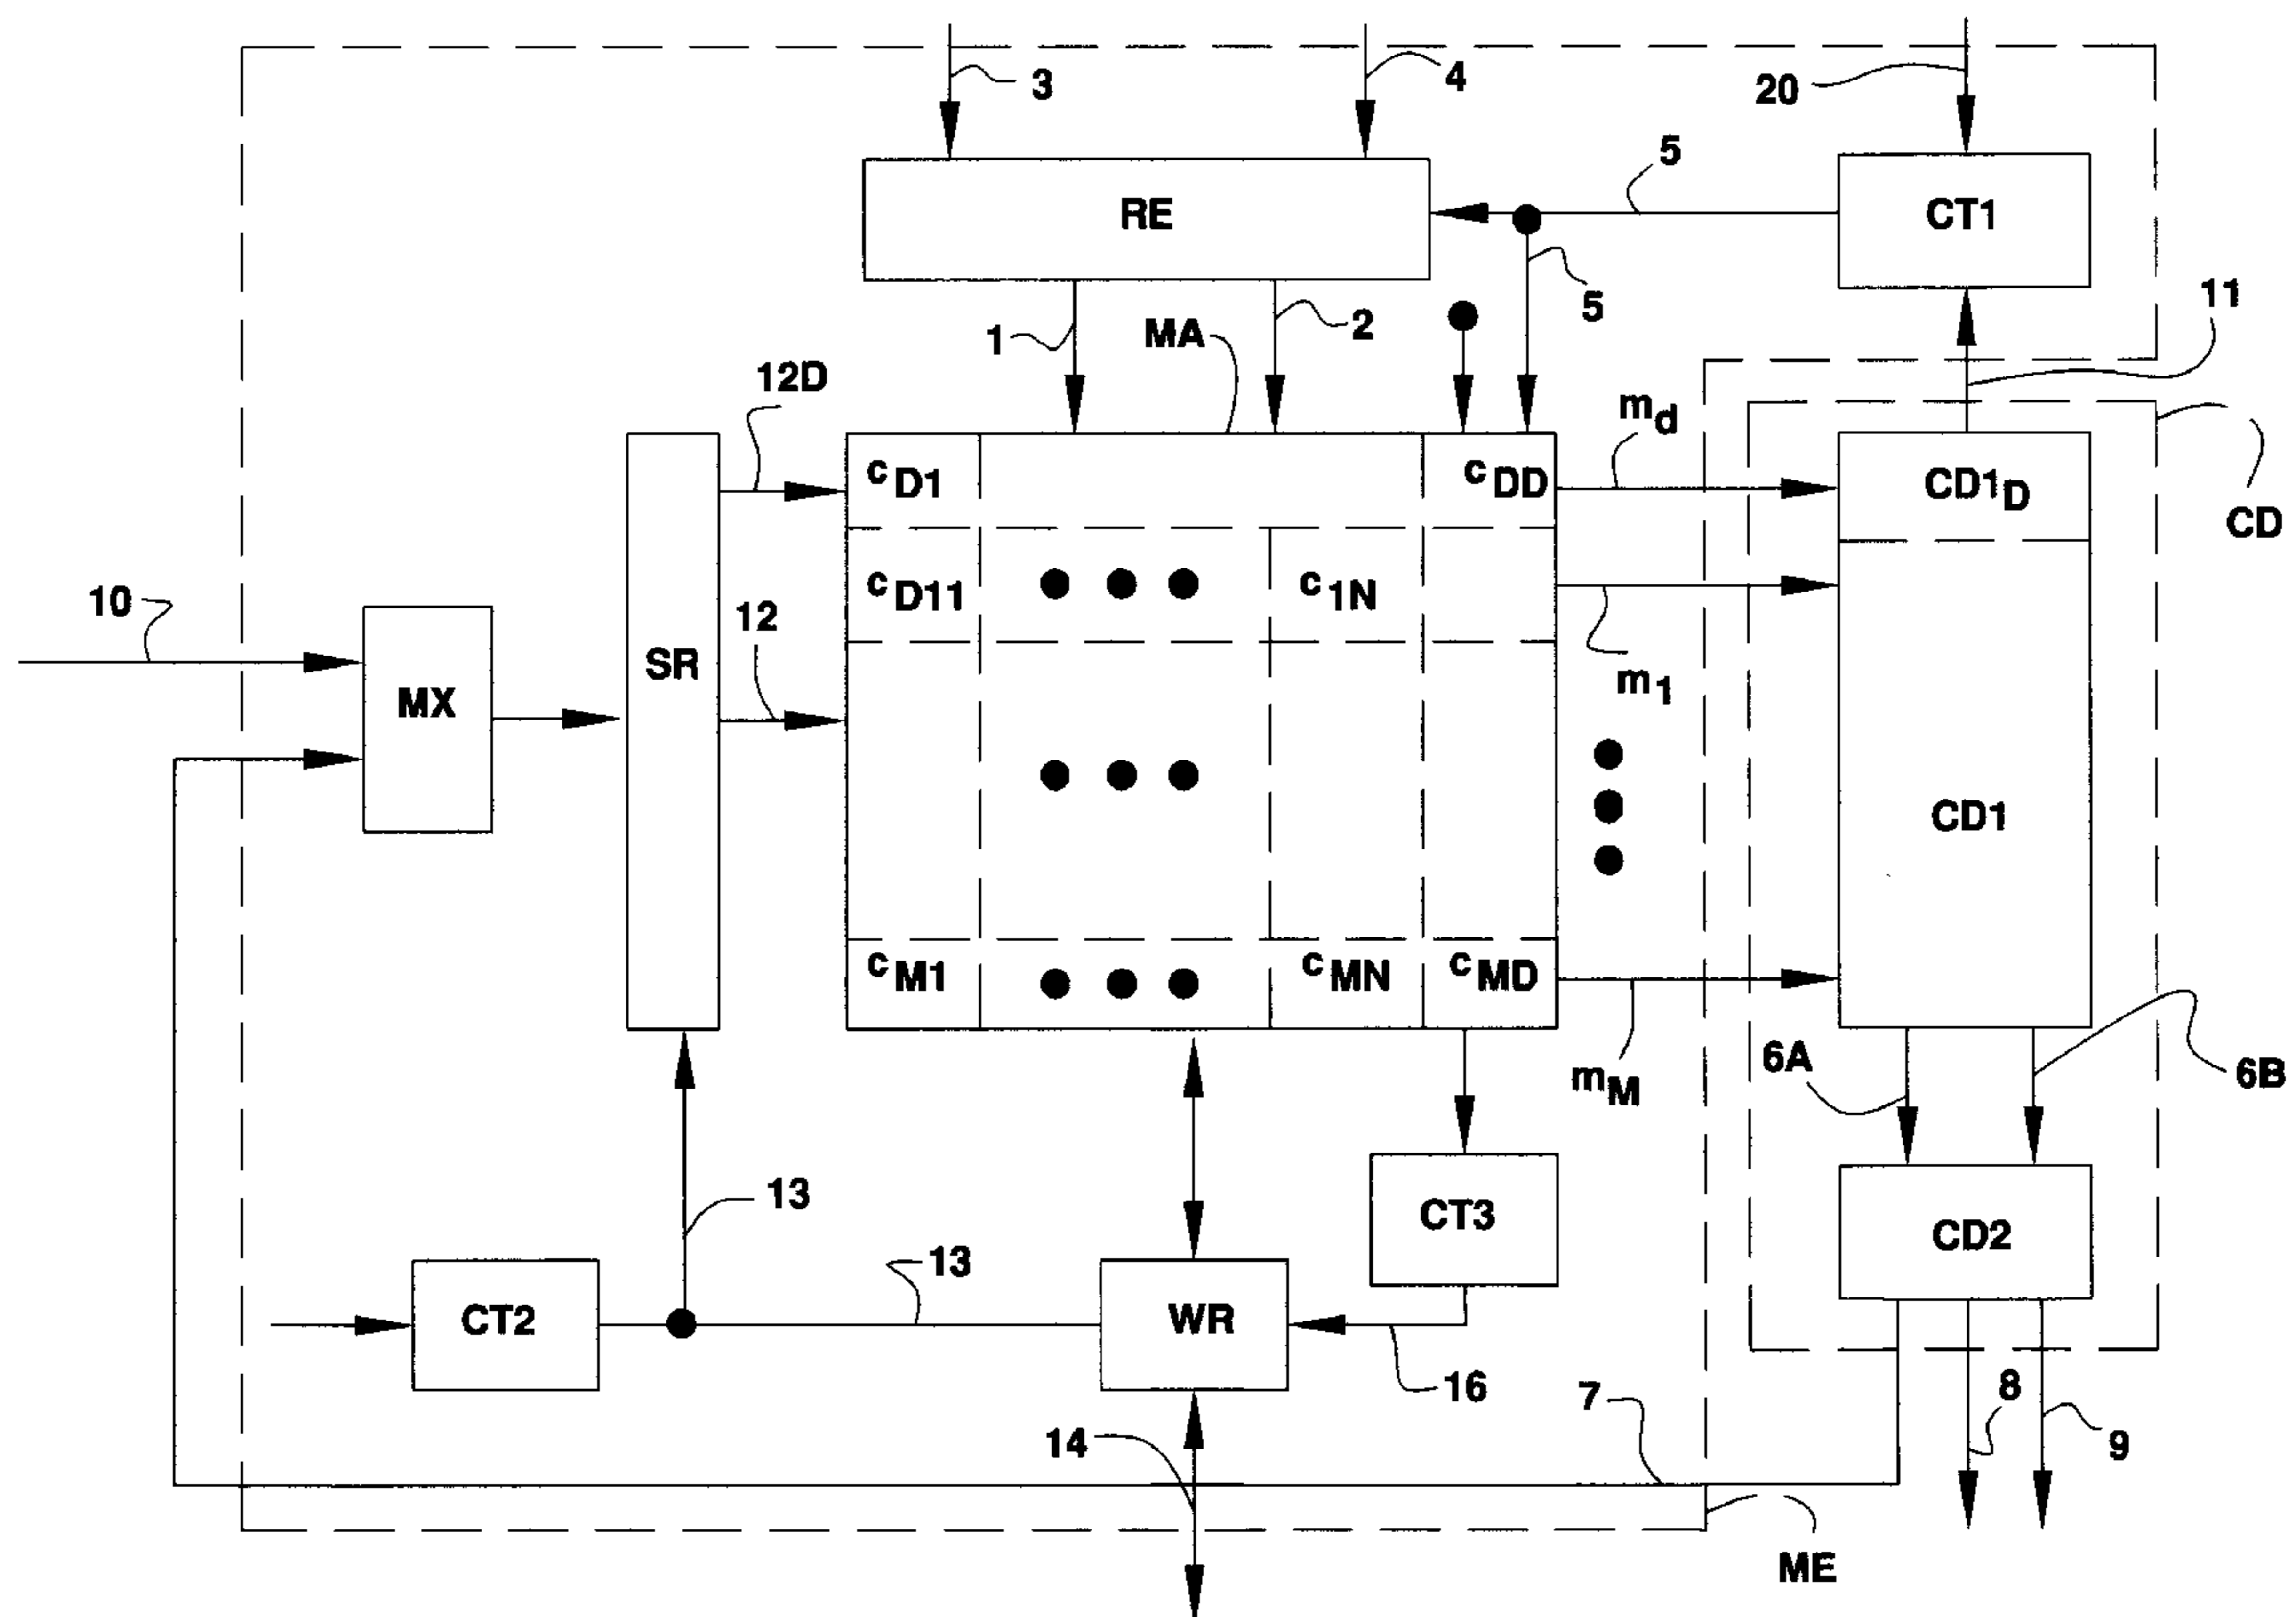 3
4
20
5
RE
CT1
5
11
1
2
MA
12D
md
cD1
cDD
CD1D
CD
10
12
cD11
c1N
m1
SR
MX
CD1
cM1
cMN
cMD
mM
6A
6B
13
CT3
CT2
13
WR
CD2
16
7
8
9
14
ME